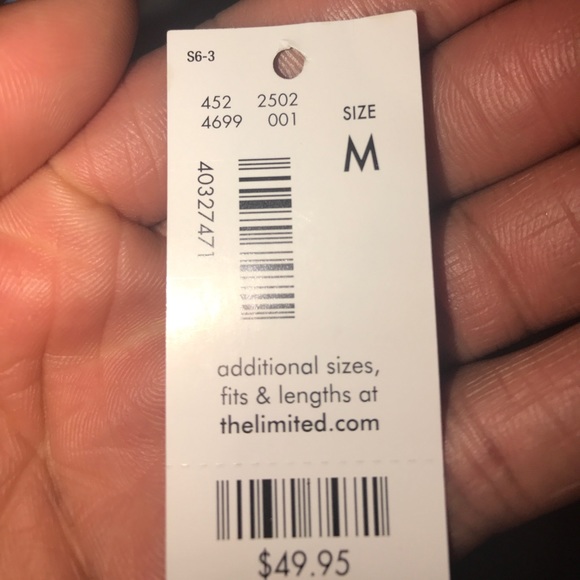 S6-3
452 2502
4699 001
SIZE
M
40327471
additional sizes,
fits & lengths at
thelimited.com
$49.95